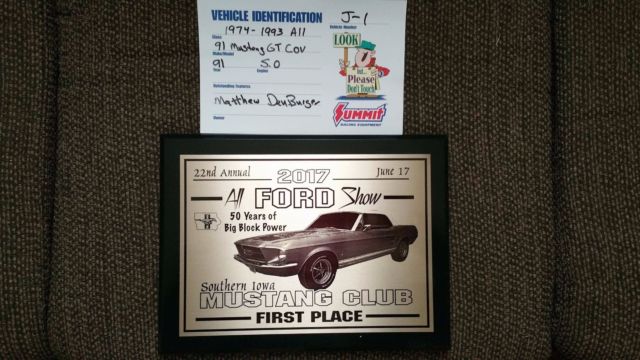 VEHICLE IDENTIFICATION
J-1
Vehicle Number
1974-1993 All
Class
91 Mustang GT COV
Make/Model
91 5.0
Year Engine
Outstanding Features
Matthew DenBurger
Owner
LOOK
but...
Please
Don't Touch
SUMMIT
RACING EQUIPMENT
22nd Annual 2017 June 17
All FORD Show
50 Years of
Big Block Power
Southern Iowa
MUSTANG CLUB
FIRST PLACE